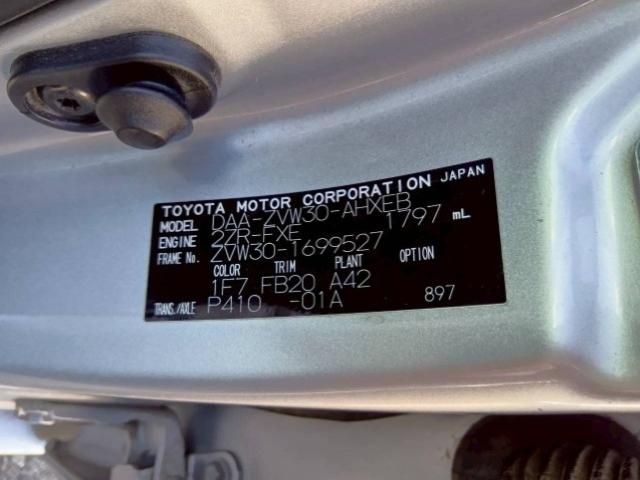 TOYOTA MOTOR CORPORATION JAPAN
MODEL DAA-ZVW30-AHXEB
ENGINE 2ZR-FXE 1797 mL
FRAME No. ZVW30-1699527
COLOR TRIM PLANT OPTION
1F7 FB20 A42
TRANS./AXLE P410 -01A 897